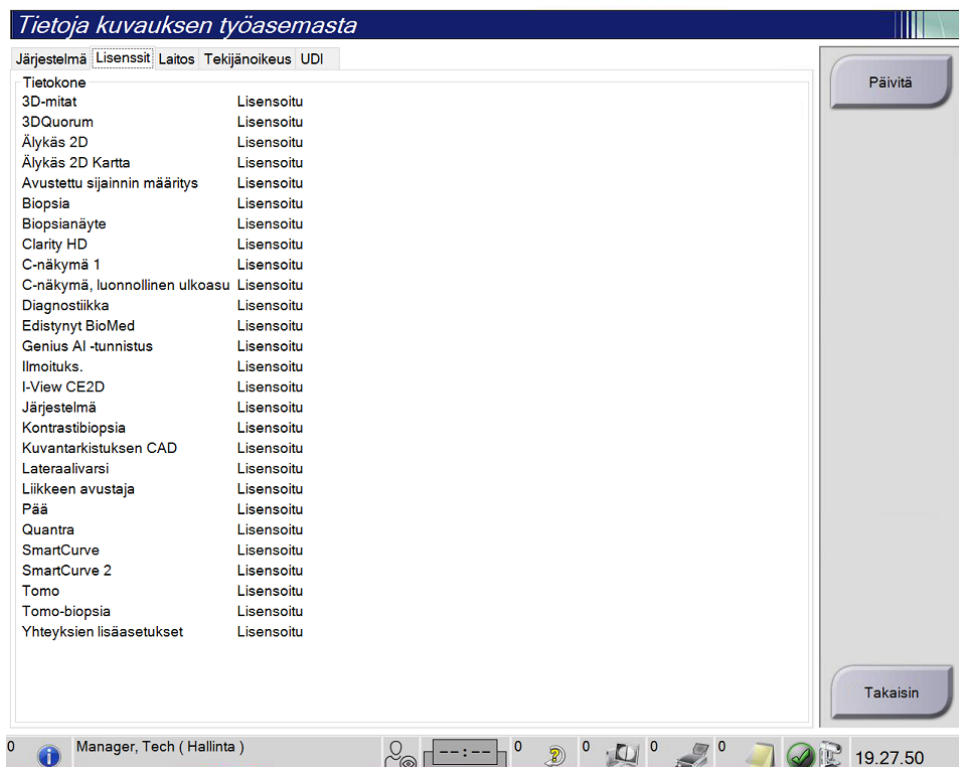 Tietoja kuvauksen työasemasta
Järjestelmä Lisenssit Laitos Tekijänoikeus UDI
Päivitä
Tietokone
3D-mitat Lisensoitu
3DQuorum Lisensoitu
Älykäs 2D Lisensoitu
Älykäs 2D Kartta Lisensoitu
Avustettu sijainnin määritys Lisensoitu
Biopsia Lisensoitu
Biopsianäyte Lisensoitu
Clarity HD Lisensoitu
C-näkymä 1 Lisensoitu
C-näkymä, luonnollinen ulkoasu Lisensoitu
Diagnostiikka Lisensoitu
Edistynyt BioMed Lisensoitu
Genius AI -tunnistus Lisensoitu
Ilmoituks. Lisensoitu
I-View CE2D Lisensoitu
Järjestelmä Lisensoitu
Kontrastibiopsia Lisensoitu
Kuvantarkistuksen CAD Lisensoitu
Lateraalivarsi Lisensoitu
Liikkeen avustaja Lisensoitu
Pää Lisensoitu
Quantra Lisensoitu
SmartCurve Lisensoitu
SmartCurve 2 Lisensoitu
Tomo Lisensoitu
Tomo-biopsia Lisensoitu
Yhteyksien lisäasetukset Lisensoitu
Takaisin
0 Manager, Tech ( Hallinta ) --:-- 0 0 0 0 19.27.50